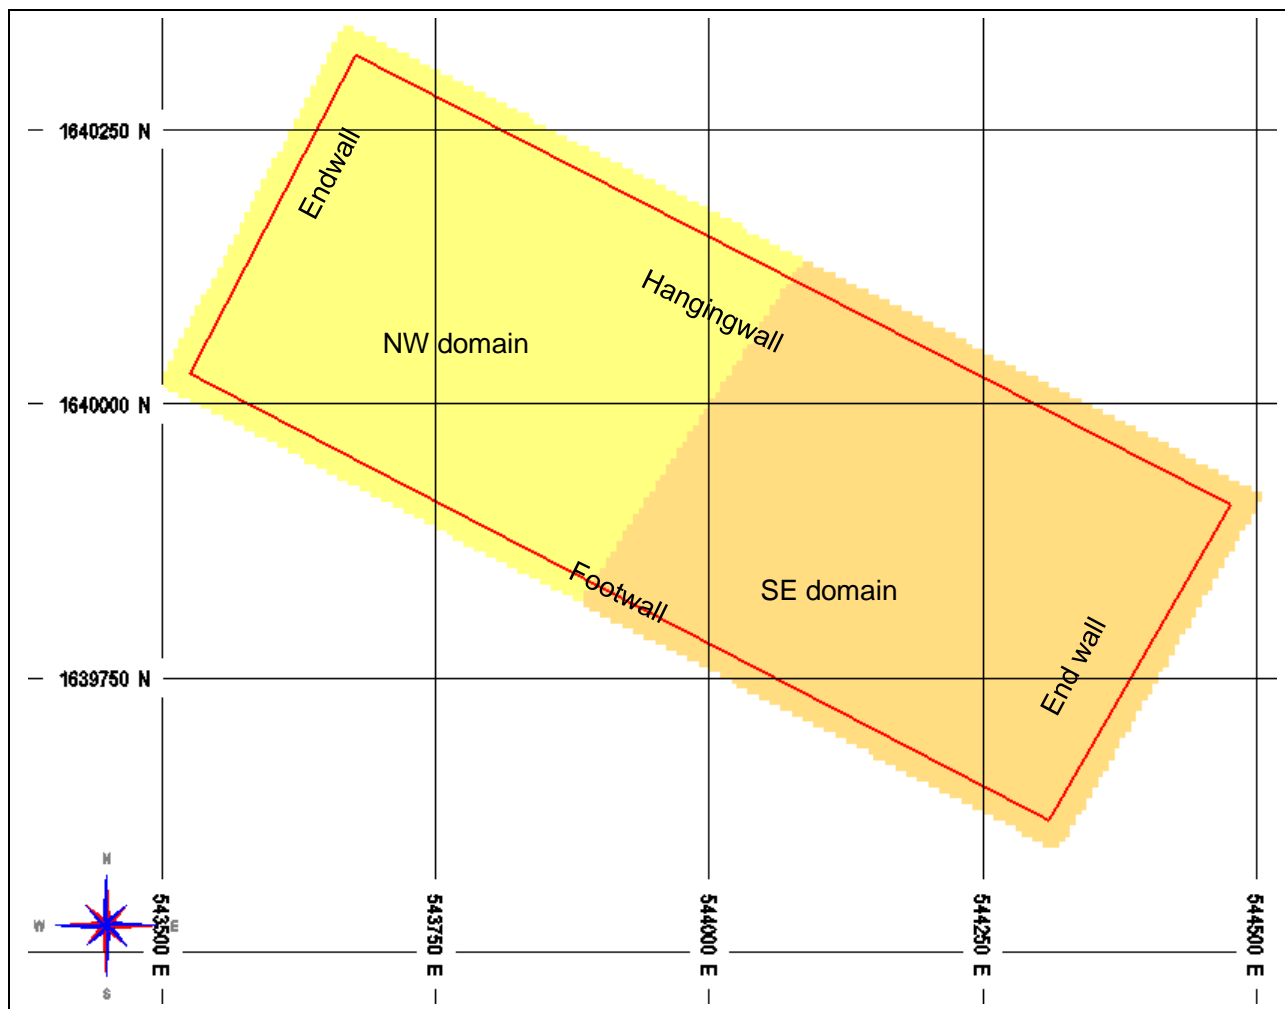 1640250 N
Endwall
Hangingwall
NW domain
1640000 N
Footwall
SE domain
End wall
1639750 N
N
W
E
S
543500 E
543750 E
544000 E
544250 E
544500 E